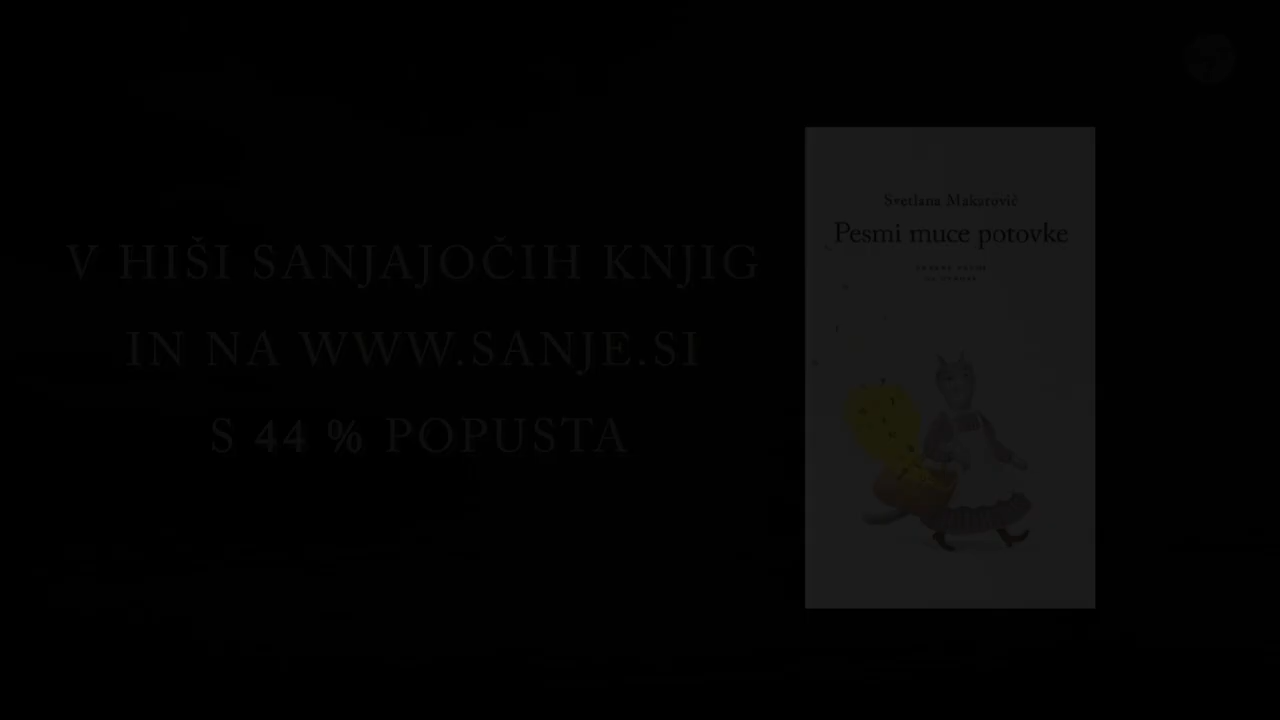 V HIŠI SANJAJOČIH KNJIG
IN NA WWW.SANJE.SI
S 44 % POPUSTA
Svetlana Makarovič
Pesmi muce potovke